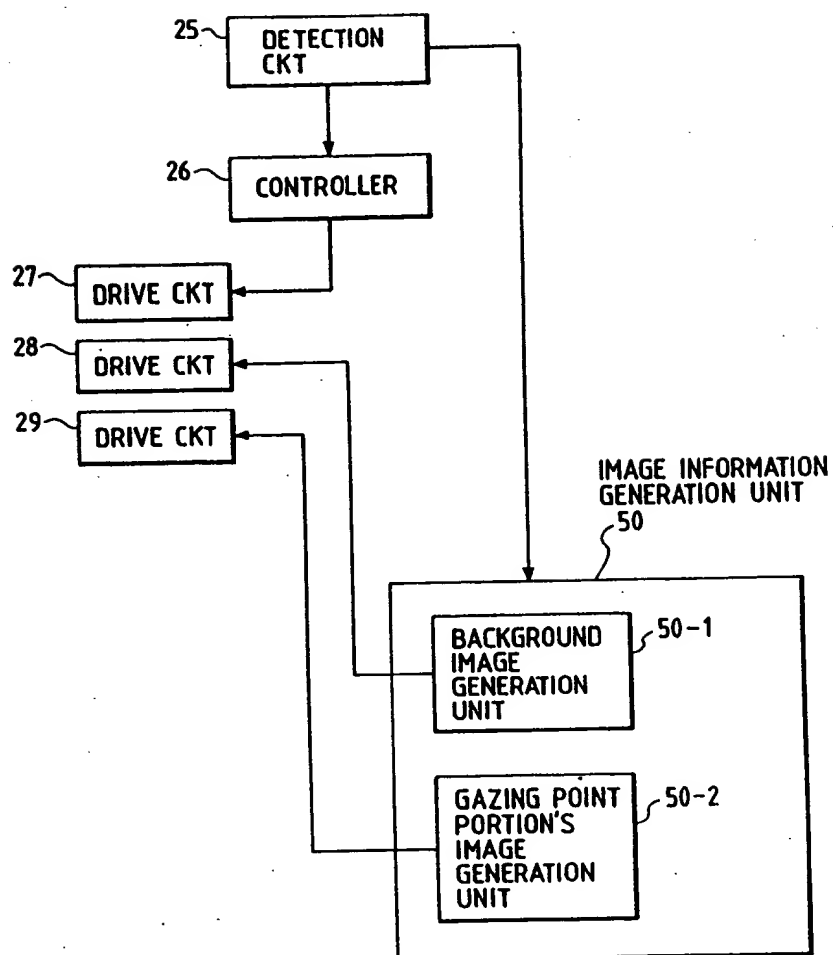 25
DETECTION
CKT
26
CONTROLLER
27
DRIVE CKT
28
DRIVE CKT
29
DRIVE CKT
IMAGE INFORMATION
GENERATION UNIT
50
BACKGROUND
IMAGE
GENERATION
UNIT
50-1
GAZING POINT
PORTION'S
IMAGE
GENERATION
UNIT
50-2